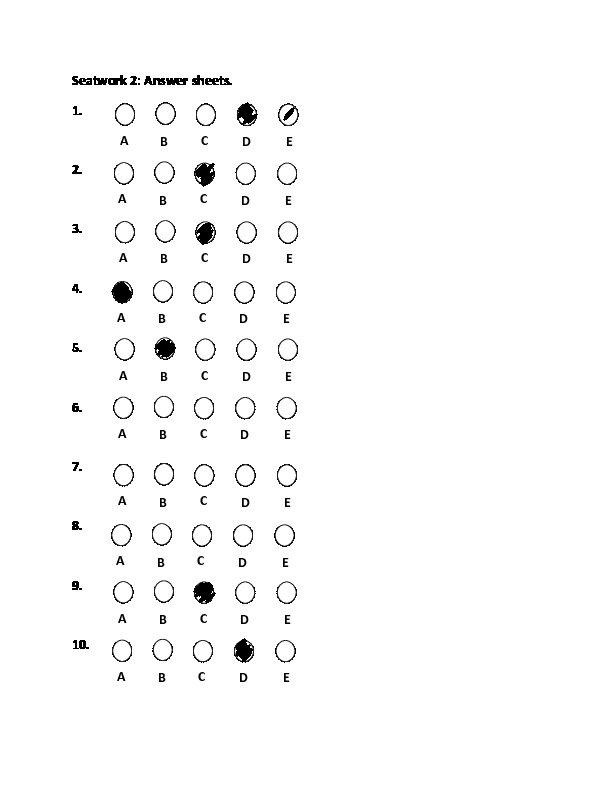 Seatwork 2: Answer sheets.
1.
A B C D E
2.
A B C D E
3.
A B C D E
4.
A B C D E
5.
A B C D E
6.
A B C D E
7.
A B C D E
8.
A B C D E
9.
A B C D E
10.
A B C D E